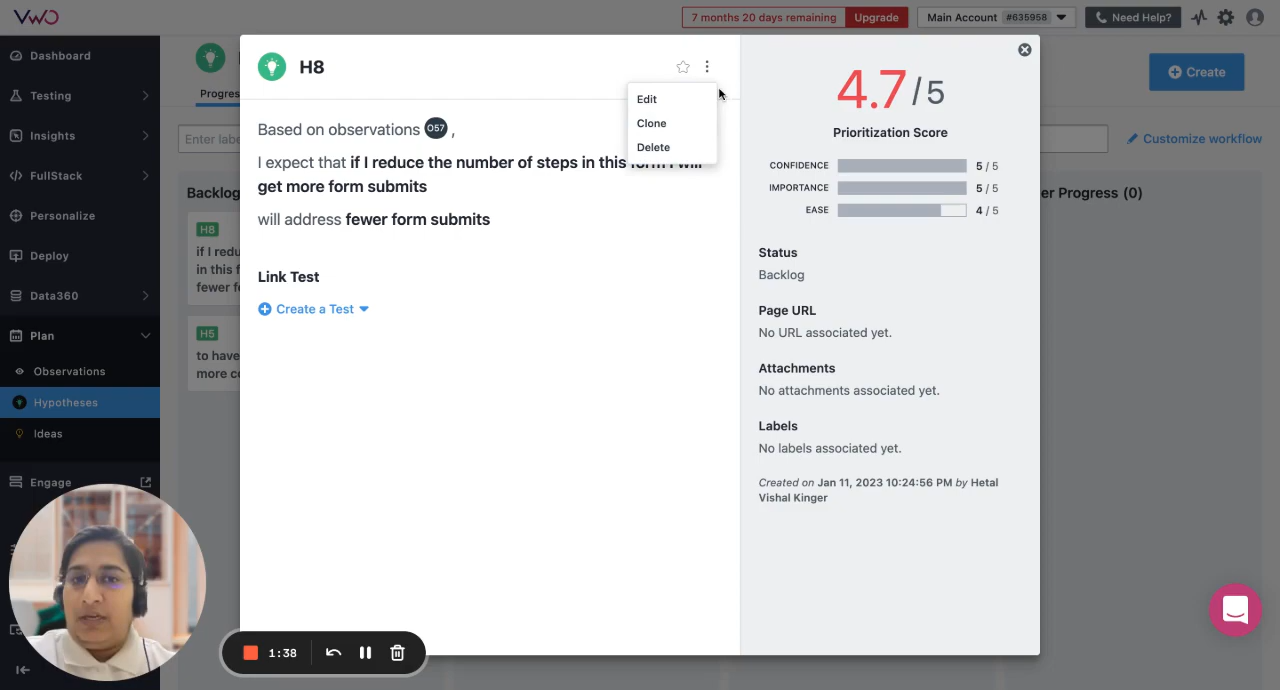 VWO
7 months 20 days remaining
Upgrade
Main Account #635958
Need Help?
Dashboard
Testing
Insights
FullStack
Personalize
Deploy
Data360
Plan
Observations
Hypotheses
Ideas
Engage
Progres
Enter labe
Create
Customize workflow
Backlog
H8
if I redu
in this f
fewer fe
H5
to have
more co
er Progress (0)
H8
Edit
Clone
Delete
Based on observations O57 ,
I expect that if I reduce the number of steps in this form I will
get more form submits
will address fewer form submits
Link Test
Create a Test
4.7/5
Prioritization Score
CONFIDENCE 5 / 5
IMPORTANCE 5 / 5
EASE 4 / 5
Status
Backlog
Page URL
No URL associated yet.
Attachments
No attachments associated yet.
Labels
No labels associated yet.
Created on Jan 11, 2023 10:24:56 PM by Hetal
Vishal Kinger
1:38